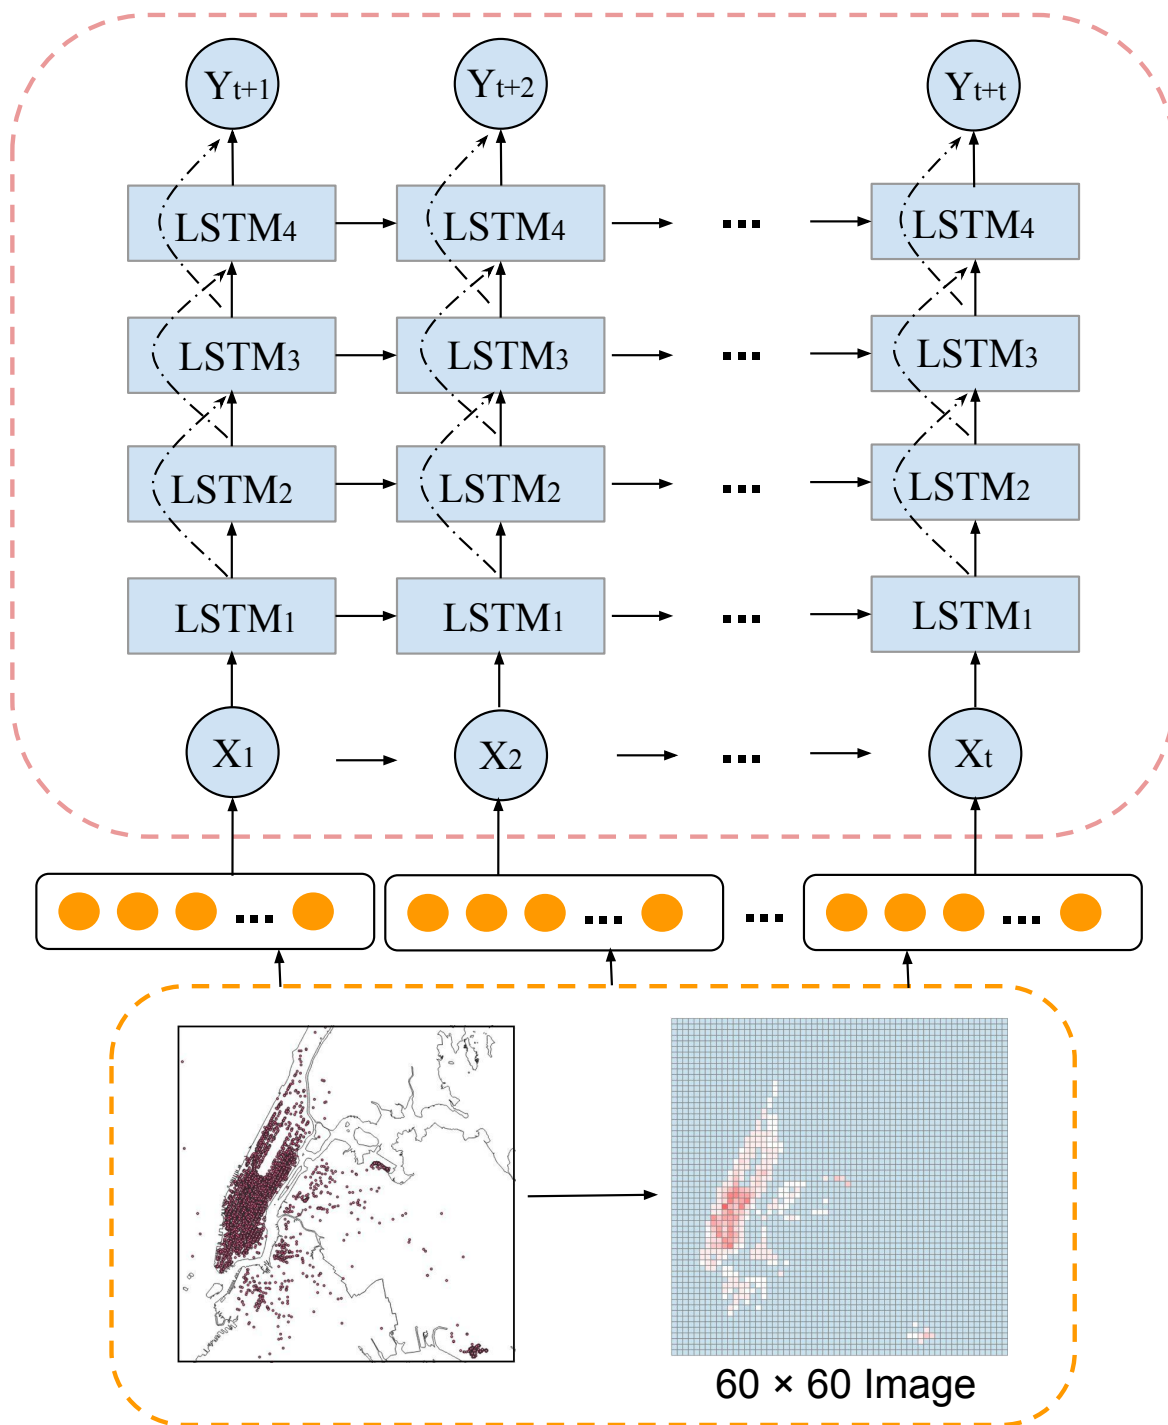 Yt+1 Yt+2 Yt+t
LSTM4 LSTM4 ... LSTM4
LSTM3 LSTM3 ... LSTM3
LSTM2 LSTM2 ... LSTM2
LSTM1 LSTM1 ... LSTM1
X1 X2 ... Xt
... ... ... ...
60 × 60 Image